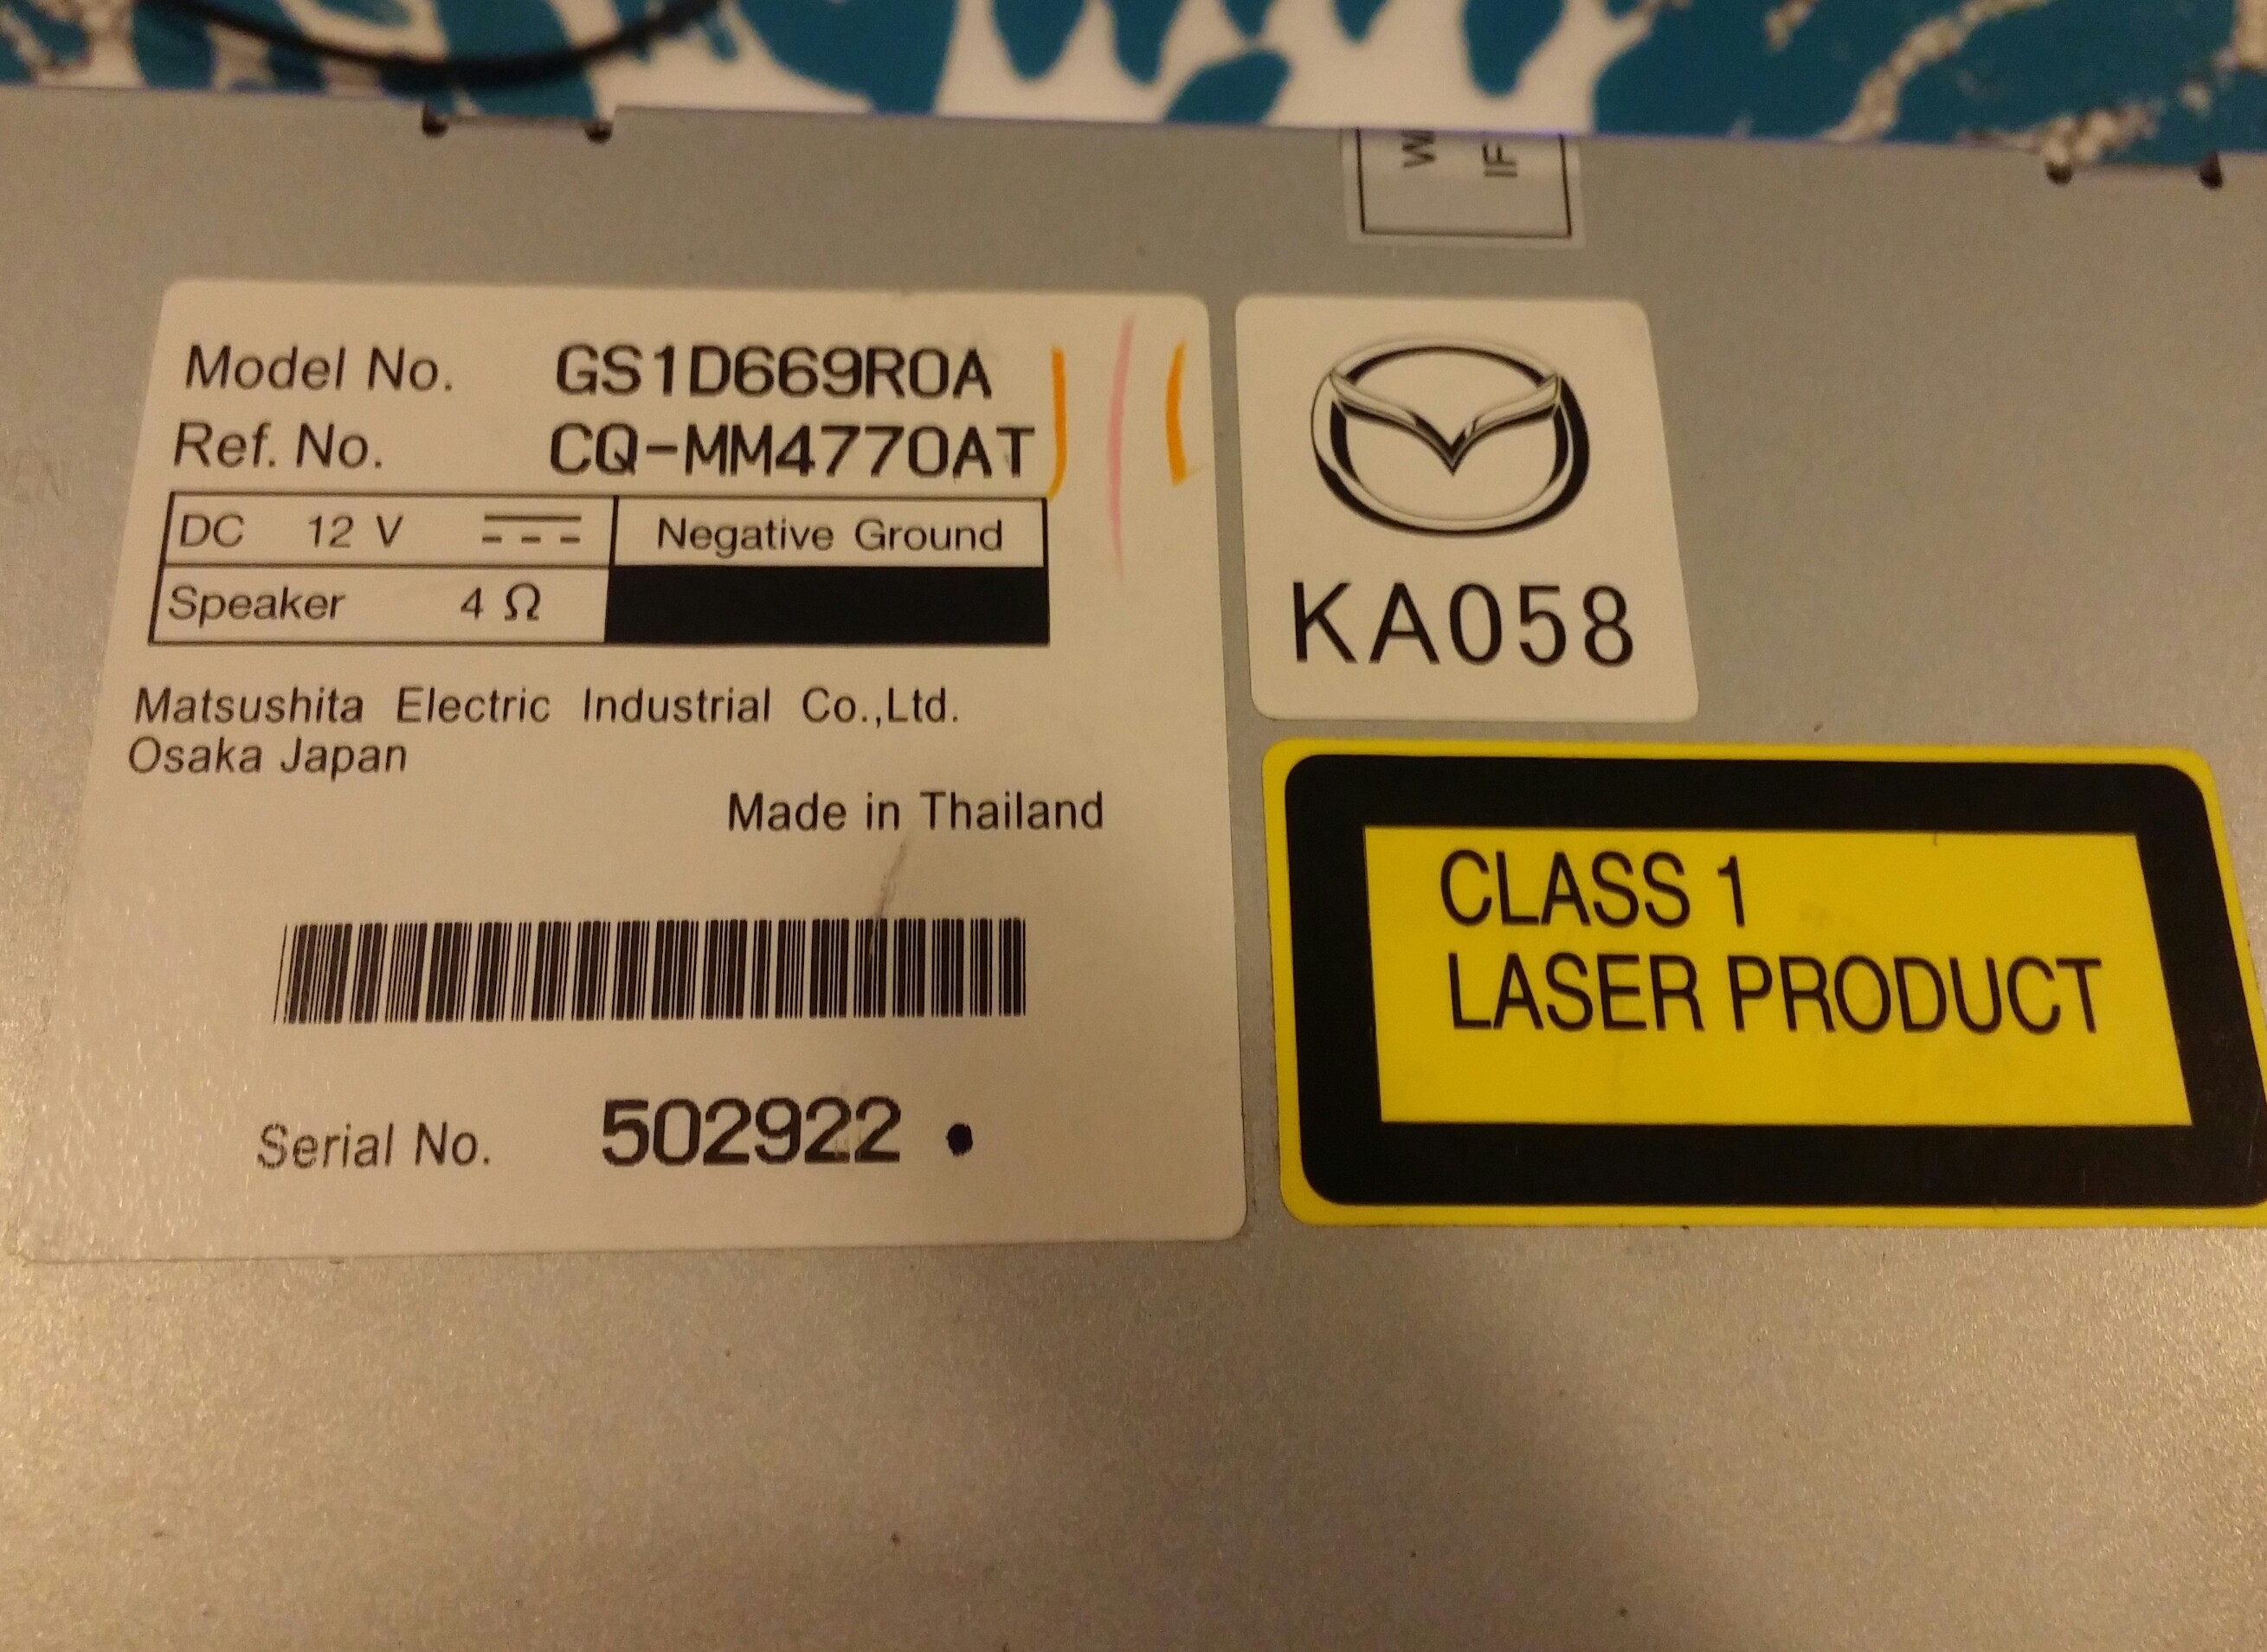 W
IF
Model No. GS1D669R0A
Ref. No. CQ-MM4770AT
DC 12 V Negative Ground
Speaker 4 Ω
Matsushita Electric Industrial Co.,Ltd.
Osaka Japan
Made in Thailand
Serial No. 502922
KA058
CLASS 1
LASER PRODUCT